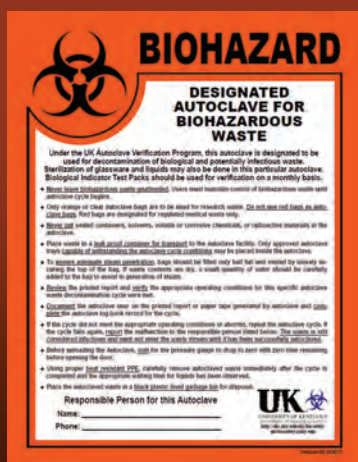 BIOHAZARD
DESIGNATED
AUTOCLAVE FOR
BIOHAZARDOUS
WASTE
Under the UK Autoclave Verification Program, this autoclave is designated to be
used for decontamination of biological and potentially infectious waste.
Sterilization of glassware and liquids may also be done in this particular autoclave.
Biological Indicator Test Packs should be used for verification on a monthly basis.
Never leave biohazardous waste unattended. Users must maintain control of biohazardous waste until
autoclave cycle begins.
Only orange or clear autoclave bags are to be used for research waste. Do not use red bags as auto-
clave bags. Red bags are designated for regulated medical waste only.
Never put sealed containers, solvents, volatile or corrosive chemicals, or radioactive materials in the
autoclave.
Place waste in a leak proof container for transport to the autoclave facility. Only approved autoclave
trays capable of withstanding the autoclave cycle conditions may be placed inside the autoclave.
To ensure adequate steam penetration, bags should be filled only half full and sealed by loosely se-
curing the top of the bag. If waste contents are dry, a small quantity of water should be carefully
added to the bag to assist in generation of steam.
Review the printed report and verify the appropriate operating conditions for this specific autoclave
waste decontamination cycle were met.
Document the autoclave use on the printed report or paper tape generated by autoclave and com-
plete the autoclave log book record for the cycle.
If the cycle did not meet the appropriate operating conditions or aborts, repeat the autoclave cycle. If
the cycle fails again, report the malfunction to the responsible person listed below. The waste is still
considered infectious and must not enter the waste stream until it has been successfully autoclaved.
Before unloading the Autoclave, wait for the pressure gauge to drop to zero with zero time remaining
before opening the door.
Using proper heat resistant PPE, carefully remove autoclaved waste immediately after the cycle is
completed and the appropriate waiting time for liquids has been observed.
Place the autoclaved waste in a black plastic lined garbage bin for disposal.
Responsible Person for this Autoclave
Name:
Phone:
UK
UNIVERSITY OF KENTUCKY